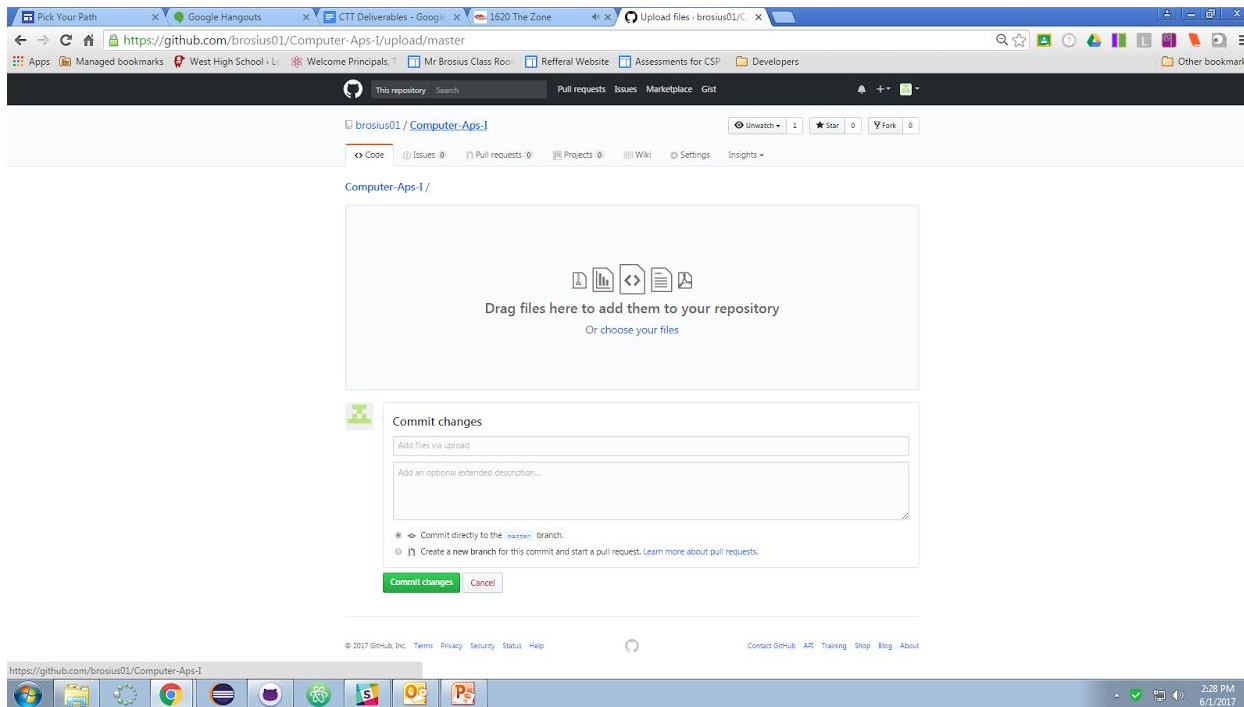 Pick Your Path Google Hangouts CTT Deliverables - Google 1620 The Zone Upload files · brosius01/C
https://github.com/brosius01/Computer-Aps-I/upload/master
Apps Managed bookmarks West High School › L Welcome Principals, T Mr Brosius Class Roo Refferal Website Assessments for CSP Developers Other bookmark
This repository Search Pull requests Issues Marketplace Gist
brosius01 / Computer-Aps-I Unwatch 1 Star 0 Fork 0
Code Issues 0 Pull requests 0 Projects 0 Wiki Settings Insights
Computer-Aps-I /
Drag files here to add them to your repository
Or choose your files
Commit changes
Add files via upload
Add an optional extended description...
Commit directly to the master branch.
Create a new branch for this commit and start a pull request. Learn more about pull requests.
Commit changes Cancel
© 2017 GitHub, Inc. Terms Privacy Security Status Help Contact GitHub API Training Shop Blog About
https://github.com/brosius01/Computer-Aps-I
2:28 PM
6/1/2017